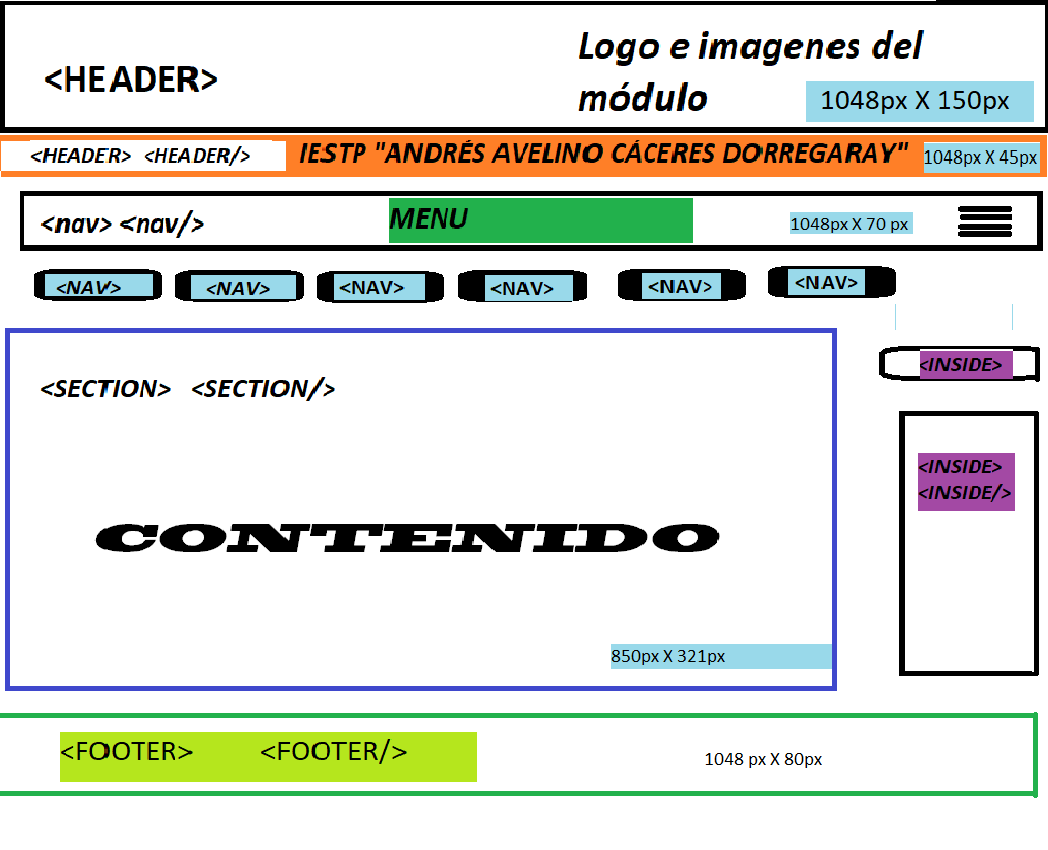 Logo e imagenes del
<HEADER>
módulo
1048px X 150px
<HEADER> <HEADER/> IESTP "ANDRÉS AVELINO CÁCERES DORREGARAY" 1048px X 45px
<nav> <nav/> MENU 1048px X 70 px
<NAV> <NAV> <NAV> <NAV> <NAV> <NAV>
<INSIDE>
<SECTION> <SECTION/>
<INSIDE>
<INSIDE/>
CONTENIDO
850px X 321px
<FOOTER> <FOOTER/> 1048 px X 80px